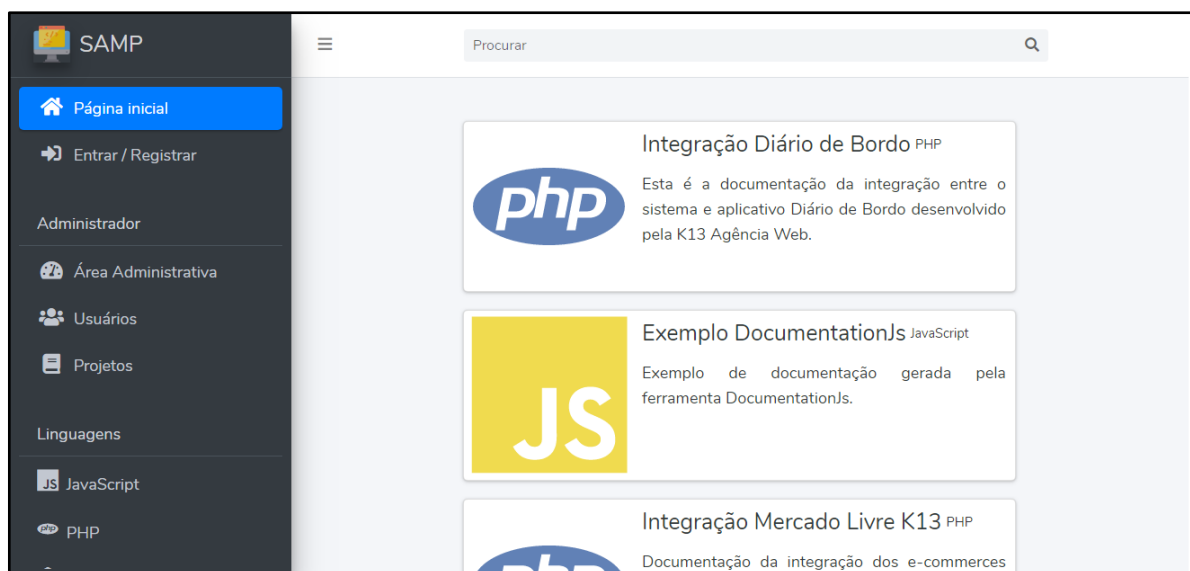 SAMP
Procurar
Página inicial
Entrar / Registrar
Administrador
Área Administrativa
Usuários
Projetos
Linguagens
JS JavaScript
php PHP
php
Integração Diário de Bordo PHP
Esta é a documentação da integração entre o
sistema e aplicativo Diário de Bordo desenvolvido
pela K13 Agência Web.
JS
Exemplo DocumentationJs JavaScript
Exemplo de documentação gerada pela
ferramenta DocumentationJs.
php
Integração Mercado Livre K13 PHP
Documentação da integração dos e-commerces